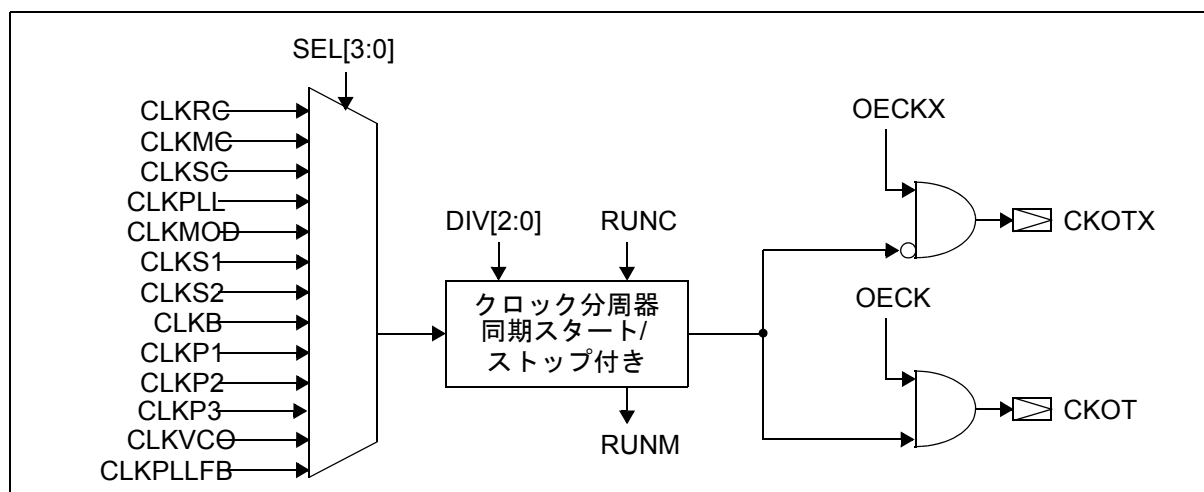 SEL[3:0]
CLKRC
CLKMC
CLKSC
CLKPLL
CLKMOD
CLKS1
CLKS2
CLKB
CLKP1
CLKP2
CLKP3
CLKVCO
CLKPLLFB
DIV[2:0]
RUNC
クロック分周器
同期スタート/
ストップ付き
RUNM
OECKX
CKOTX
OECK
CKOT